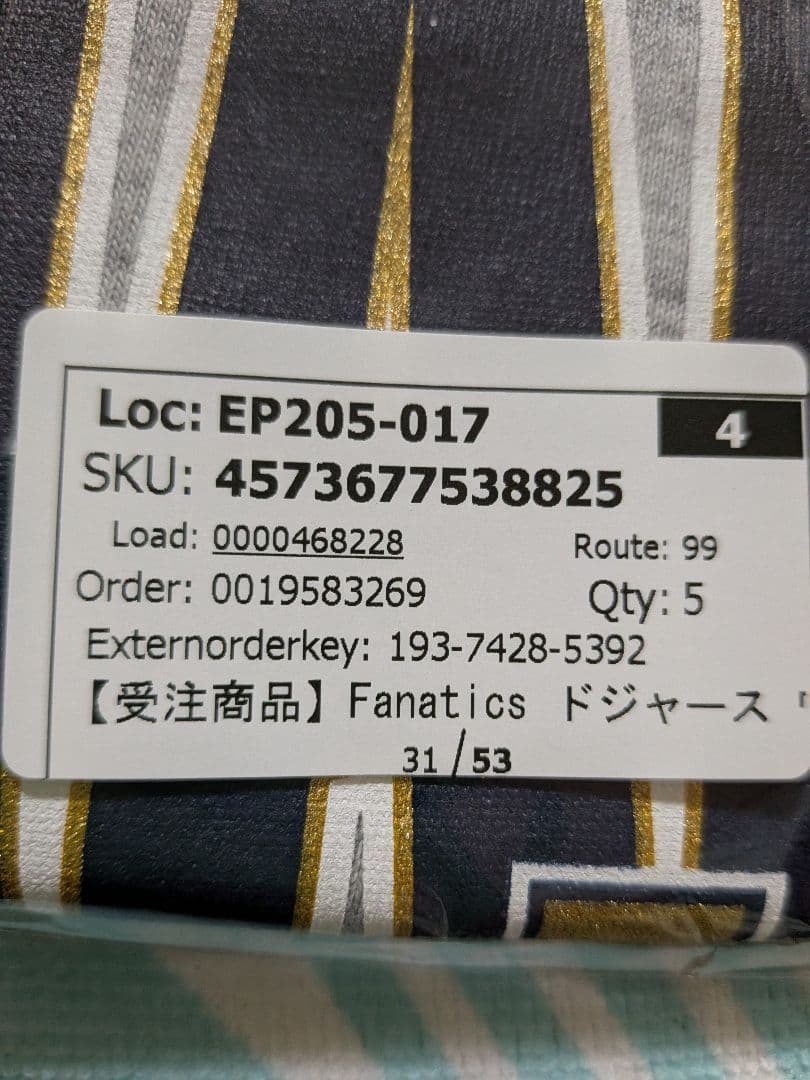 Loc: EP205-017
4
SKU: 4573677538825
Load: 0000468228
Route: 99
Order: 0019583269
Qty: 5
Externorderkey: 193-7428-5392
【受注商品】Fanatics ドジャース「
31/53